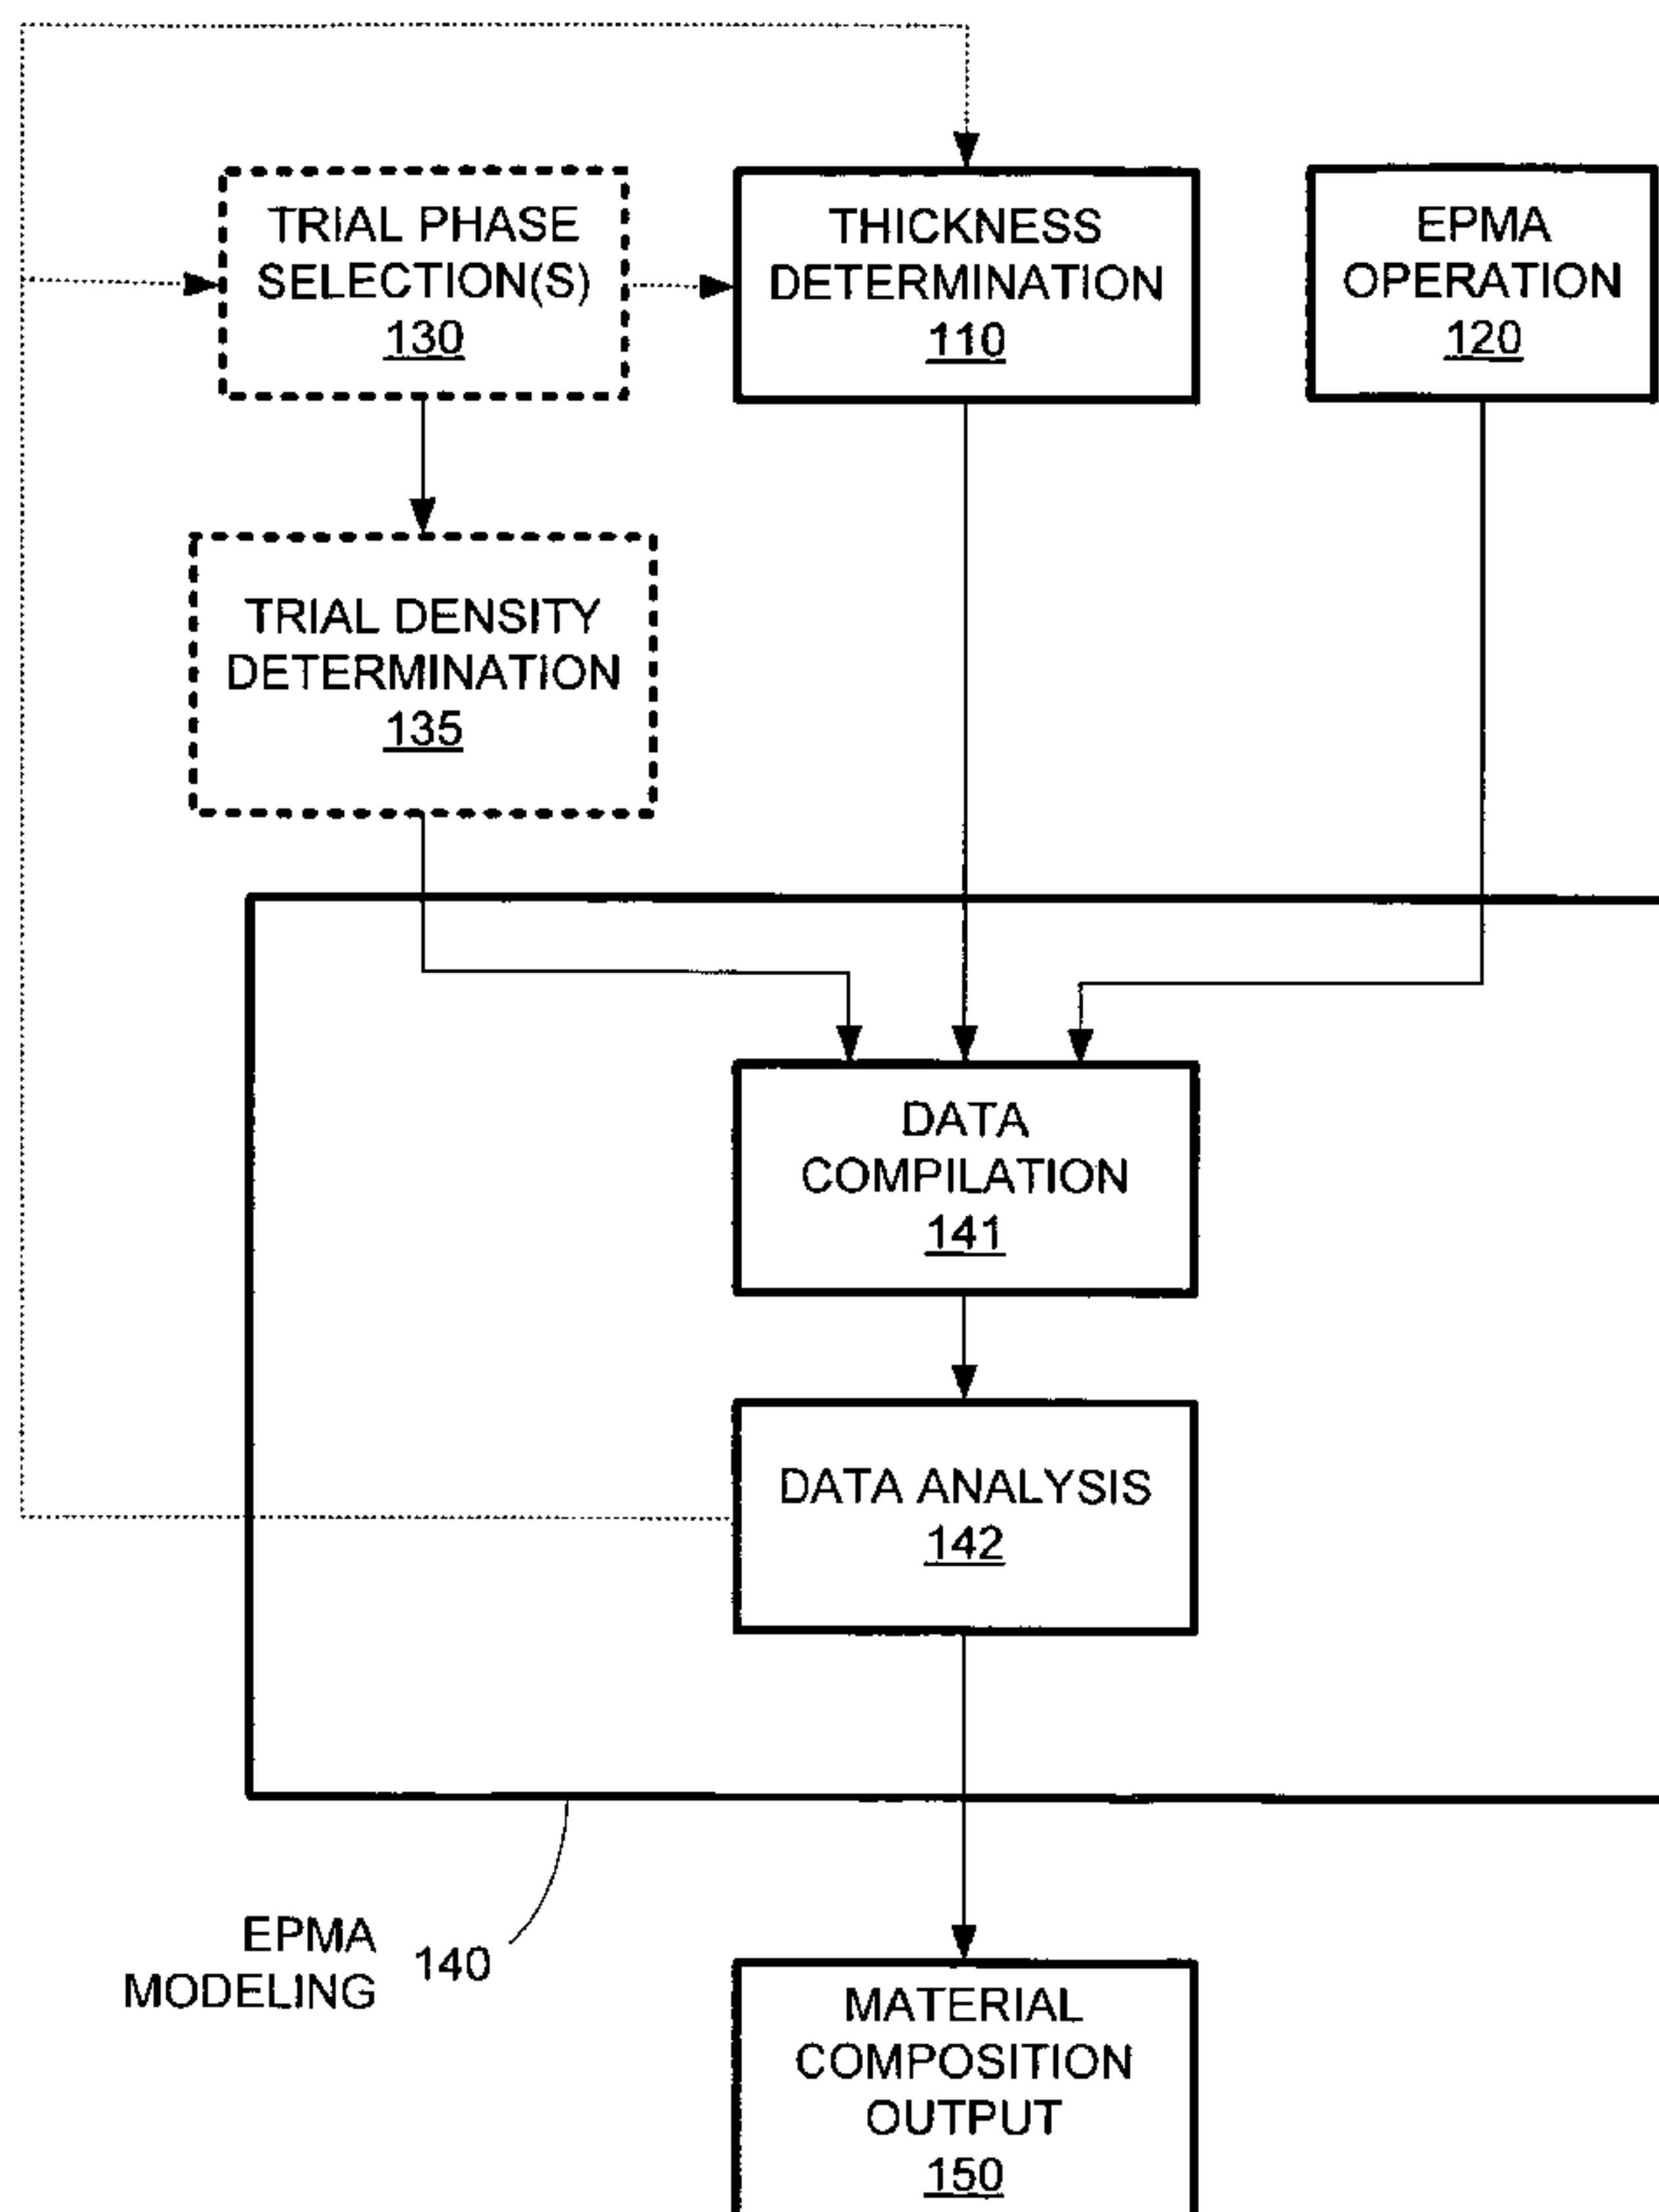 TRIAL PHASE
SELECTION(S)
130
THICKNESS
DETERMINATION
110
EPMA
OPERATION
120
TRIAL DENSITY
DETERMINATION
135
DATA
COMPILATION
141
DATA ANALYSIS
142
EPMA
MODELING
140
MATERIAL
COMPOSITION
OUTPUT
150